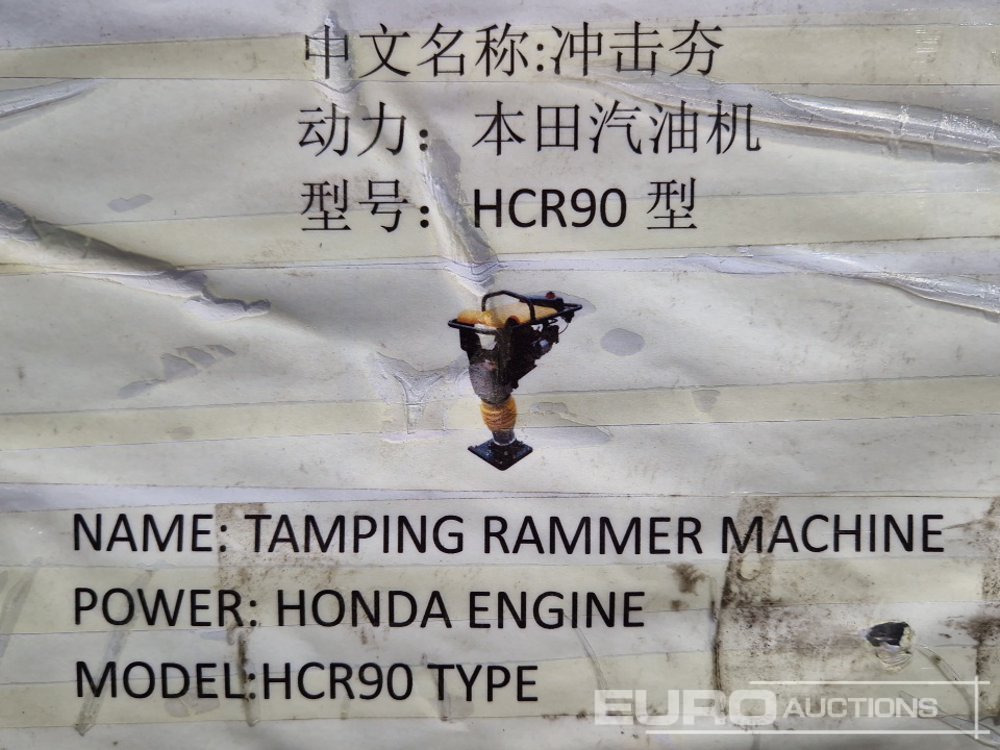 中文名称:冲击夯
动力：本田汽油机
型号：HCR90 型
NAME: TAMPING RAMMER MACHINE
POWER: HONDA ENGINE
MODEL:HCR90 TYPE
EURO AUCTIONS